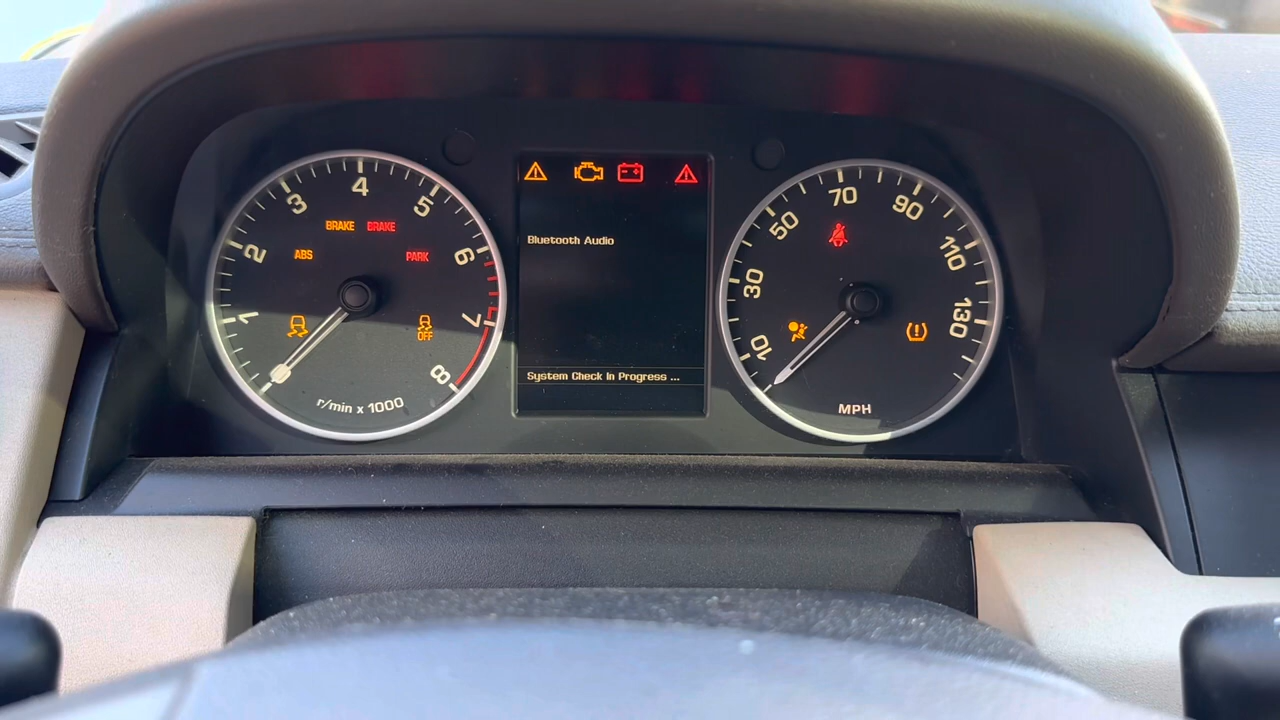 1
2
3
4
5
6
7
8
BRAKE BRAKE
ABS PARK
OFF
r/min x 1000
Bluetooth Audio
System Check In Progress ...
10
30
50
70
90
110
130
MPH